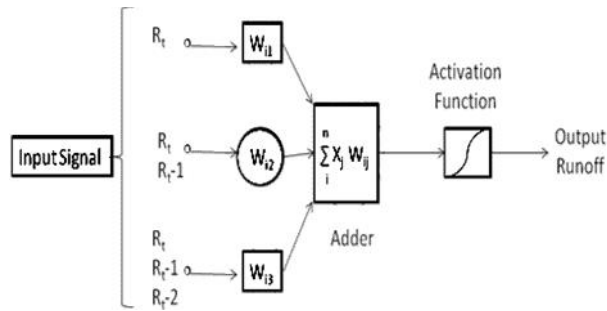 Input Signal
Rt
Rt
Rt-1
Rt
Rt-1
Rt-2
Wi1
Wi2
Wi3
n
∑ Xj Wij
i
Adder
Activation
Function
Output
Runoff